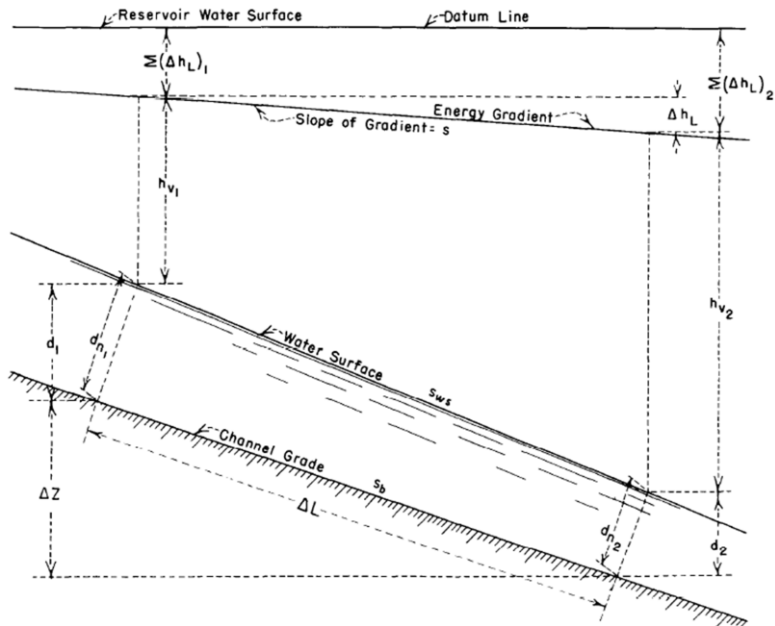 Reservoir Water Surface
Datum Line
Σ(Δh_L)₁
Σ(Δh_L)₂
Energy Gradient
Δh_L
Slope of Gradient = s
h_v₁
h_v₂
d₁
d_n₁
Water Surface
s_ws
Channel Grade
s_b
ΔZ
ΔL
d_n₂
d₂